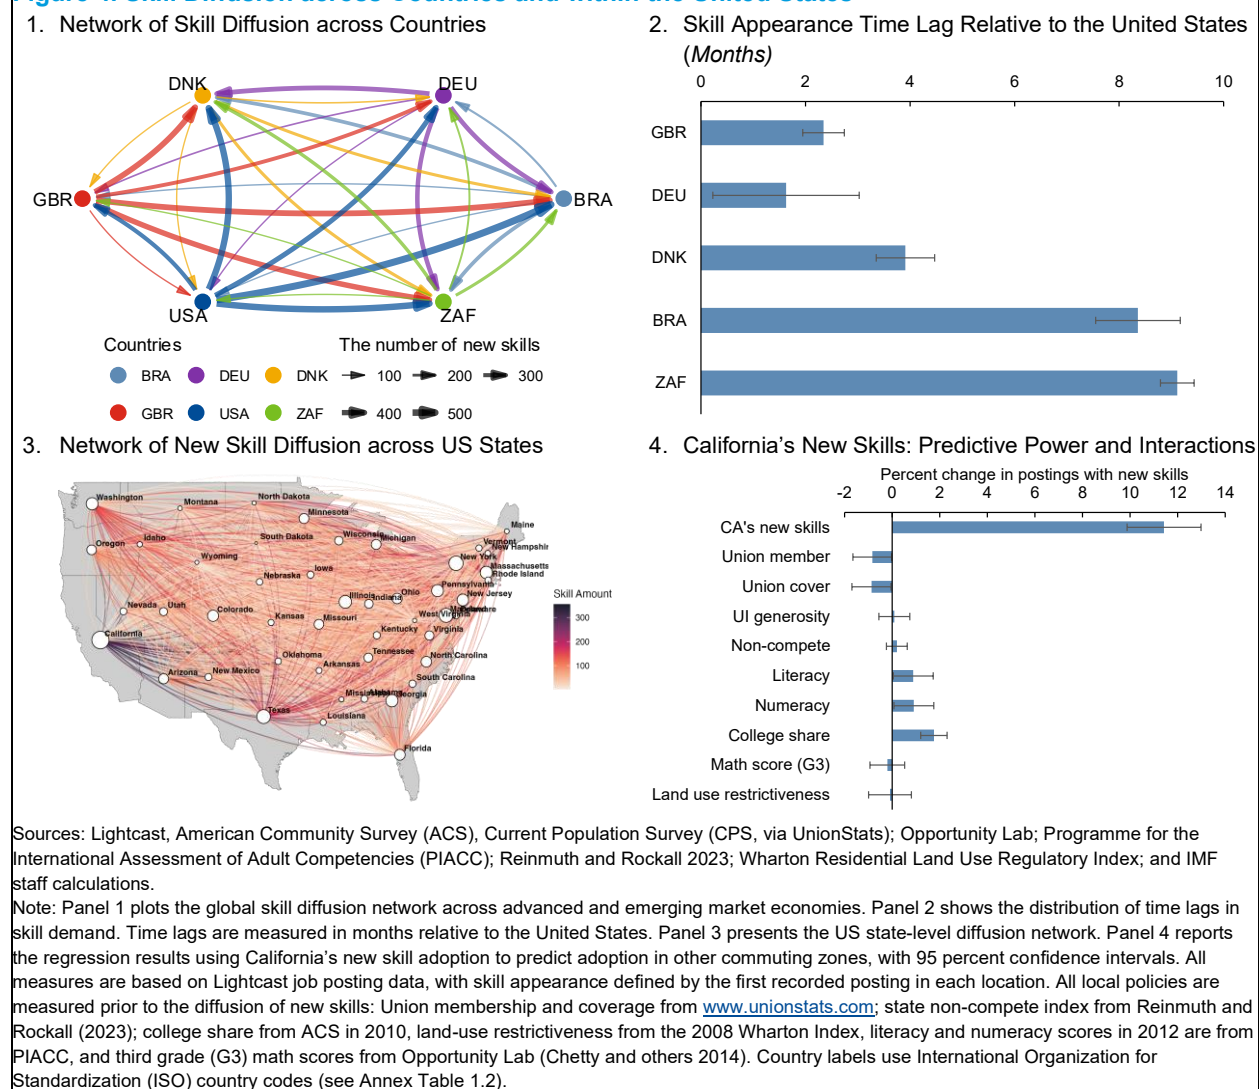 Figure 4. Skill Diffusion across Countries and within the United States
1. Network of Skill Diffusion across Countries
DNK
DEU
GBR
BRA
USA
ZAF
Countries
The number of new skills
BRA DEU DNK
100 200 300
GBR USA ZAF
400 500
2. Skill Appearance Time Lag Relative to the United States
(Months)
0 2 4 6 8 10
GBR
DEU
DNK
BRA
ZAF
3. Network of New Skill Diffusion across US States
Washington
Montana
North Dakota
Minnesota
Maine
Oregon
Idaho
South Dakota
Wisconsin
Michigan
Vermont
New Hampshir
Wyoming
New York
Massachusetts
Rhode Island
Nebraska
Iowa
Pennsylvania
New Jersey
Nevada
Utah
Colorado
Kansas
Missouri
Illinois
Indiana
Ohio
West Virginia
California
Kentucky
Virginia
Arizona
New Mexico
Oklahoma
Arkansas
Tennessee
North Carolina
South Carolina
Georgia
Texas
Louisiana
Florida
Skill Amount
300
200
100
4. California's New Skills: Predictive Power and Interactions
Percent change in postings with new skills
-2 0 2 4 6 8 10 12 14
CA's new skills
Union member
Union cover
UI generosity
Non-compete
Literacy
Numeracy
College share
Math score (G3)
Land use restrictiveness
Sources: Lightcast, American Community Survey (ACS), Current Population Survey (CPS, via UnionStats); Opportunity Lab; Programme for the
International Assessment of Adult Competencies (PIACC); Reinmuth and Rockall 2023; Wharton Residential Land Use Regulatory Index; and IMF
staff calculations.
Note: Panel 1 plots the global skill diffusion network across advanced and emerging market economies. Panel 2 shows the distribution of time lags in
skill demand. Time lags are measured in months relative to the United States. Panel 3 presents the US state-level diffusion network. Panel 4 reports
the regression results using California's new skill adoption to predict adoption in other commuting zones, with 95 percent confidence intervals. All
measures are based on Lightcast job posting data, with skill appearance defined by the first recorded posting in each location. All local policies are
measured prior to the diffusion of new skills: Union membership and coverage from www.unionstats.com; state non-compete index from Reinmuth and
Rockall (2023); college share from ACS in 2010, land-use restrictiveness from the 2008 Wharton Index, literacy and numeracy scores in 2012 are from
PIACC, and third grade (G3) math scores from Opportunity Lab (Chetty and others 2014). Country labels use International Organization for
Standardization (ISO) country codes (see Annex Table 1.2).